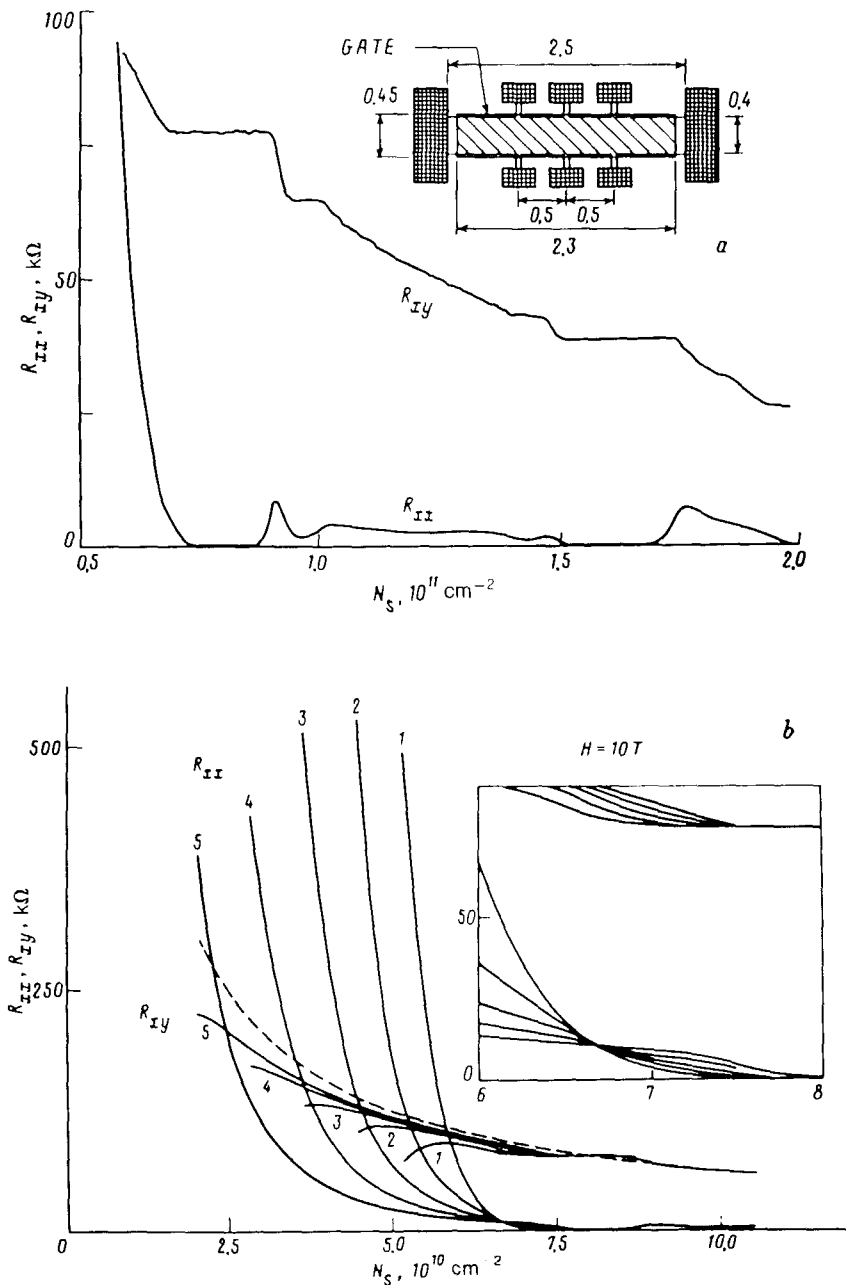 100
GATE
2,5
0,45
0,4
0,5 0,5
2,3
a
50
R_xx, R_xy, kΩ
R_xy
R_xx
0
0,5 1,0 1,5 2,0
N_s, 10^11 cm^-2
b
500
R_xx
3 2 1
4
5
H = 10 T
50
0
6 7 8
250
R_xx, R_xy, kΩ
R_xy
5
4
3
2
1
0 2,5 5,0 7,5 10,0
N_s, 10^10 cm^-2